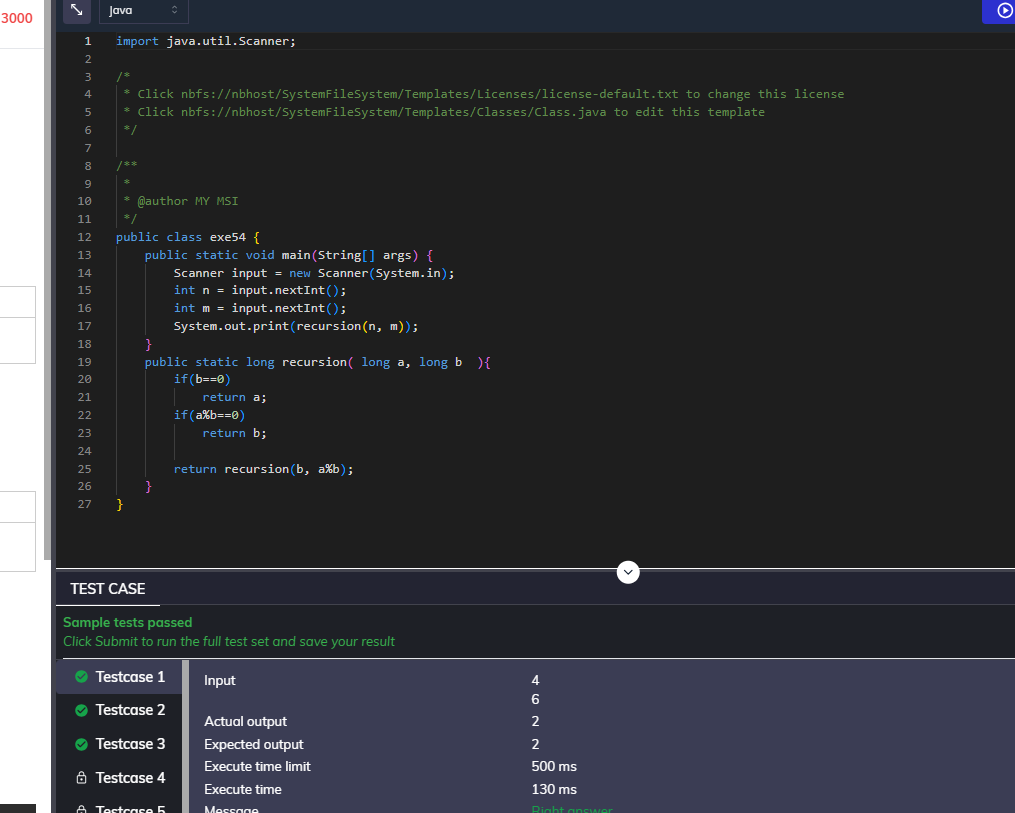 3000
Java
1 import java.util.Scanner;
2
3 /*
4  * Click nbfs://nbhost/SystemFileSystem/Templates/Licenses/license-default.txt to change this license
5  * Click nbfs://nbhost/SystemFileSystem/Templates/Classes/Class.java to edit this template
6  */
7
8 /**
9  *
10  * @author MY MSI
11  */
12 public class exe54 {
13     public static void main(String[] args) {
14         Scanner input = new Scanner(System.in);
15         int n = input.nextInt();
16         int m = input.nextInt();
17         System.out.print(recursion(n, m));
18     }
19     public static long recursion( long a, long b  ){
20         if(b==0)
21             return a;
22         if(a%b==0)
23             return b;
24
25         return recursion(b, a%b);
26     }
27 }
TEST CASE
Sample tests passed
Click Submit to run the full test set and save your result
Testcase 1
Testcase 2
Testcase 3
Testcase 4
Testcase 5
Input 4
6
Actual output 2
Expected output 2
Execute time limit 500 ms
Execute time 130 ms
Message Right answer